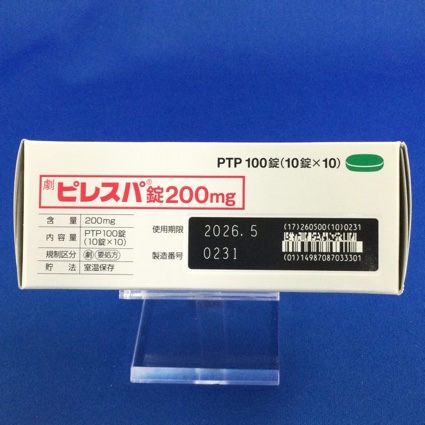 PTP 100錠(10錠×10)
劇 ピレスパ®錠200mg
含 量 200mg
内 容 量 PTP100錠
(10錠×10)
規制区分 (劇)(要処方)
貯 法 室温保存
使用期限 2026.5
製造番号 0231
(17)260500(10)0231
(01)14987087033301